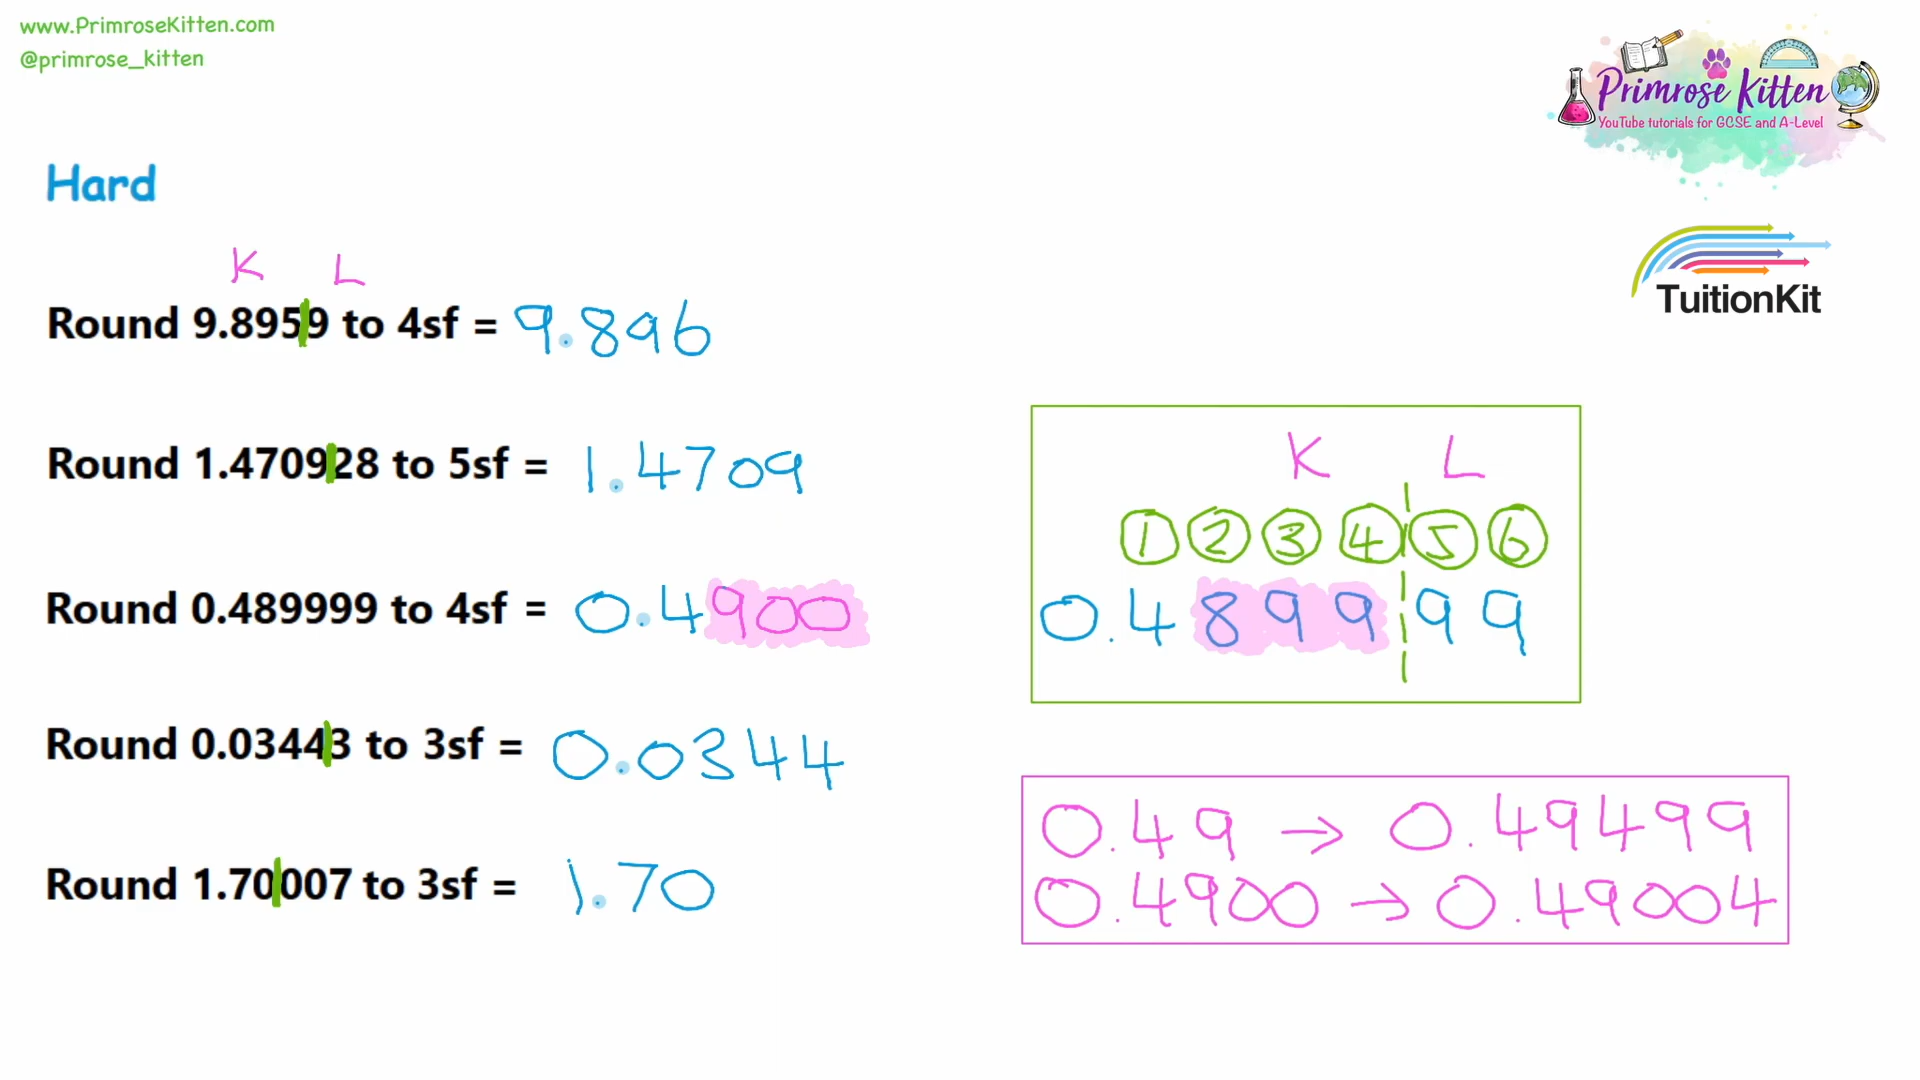 www.PrimroseKitten.com
@primrose_kitten
Primrose Kitten
YouTube tutorials for GCSE and A-Level
TuitionKit
Hard
K L
Round 9.8959 to 4sf = 9.896
Round 1.470928 to 5sf = 1.4709
Round 0.489999 to 4sf = 0.4900
Round 0.03443 to 3sf = 0.0344
Round 1.70007 to 3sf = 1.70
K L
1 2 3 4 5 6
0.489999
0.49 → 0.49499
0.4900 → 0.49004